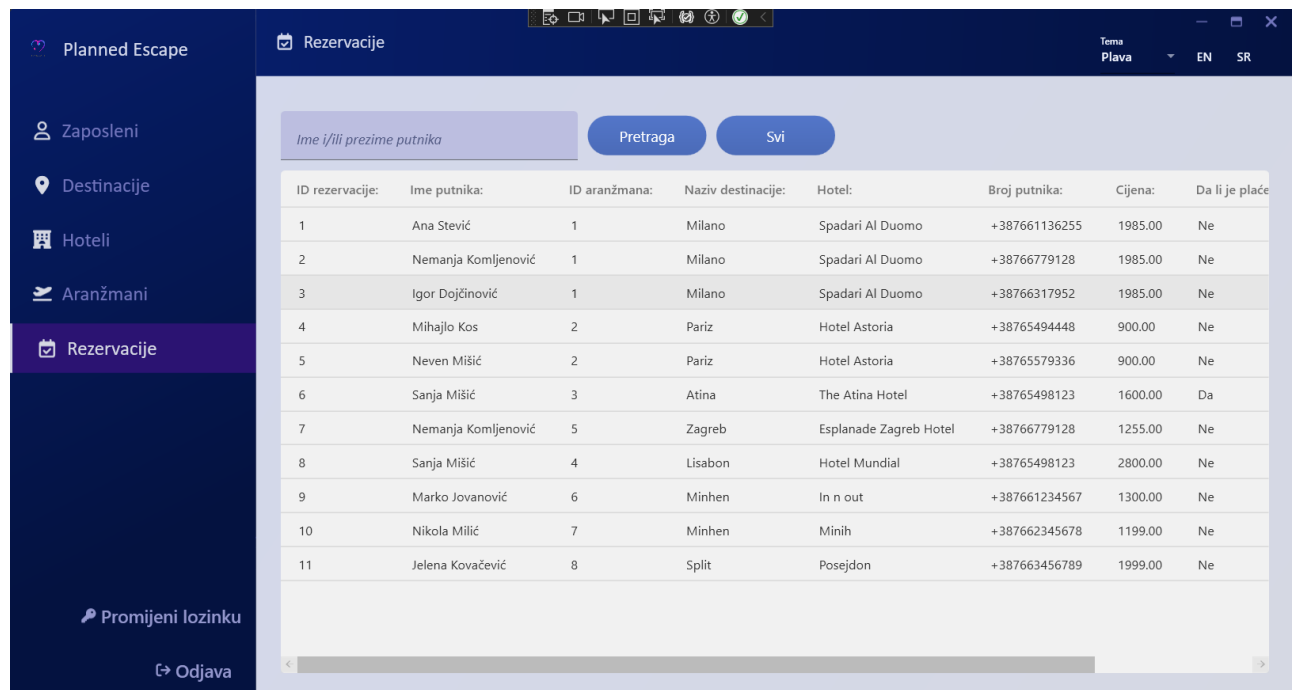 Planned Escape
Rezervacije
Tema
Plava
EN
SR
Zaposleni
Destinacije
Hoteli
Aranžmani
Rezervacije
Promijeni lozinku
Odjava
Ime i/ili prezime putnika
Pretraga
Svi
ID rezervacije: Ime putnika: ID aranžmana: Naziv destinacije: Hotel: Broj putnika: Cijena: Da li je plaće
1 Ana Stević 1 Milano Spadari Al Duomo +387661136255 1985.00 Ne
2 Nemanja Komljenović 1 Milano Spadari Al Duomo +38766779128 1985.00 Ne
3 Igor Dojčinović 1 Milano Spadari Al Duomo +38766317952 1985.00 Ne
4 Mihajlo Kos 2 Pariz Hotel Astoria +38765494448 900.00 Ne
5 Neven Mišić 2 Pariz Hotel Astoria +38765579336 900.00 Ne
6 Sanja Mišić 3 Atina The Atina Hotel +38765498123 1600.00 Da
7 Nemanja Komljenović 5 Zagreb Esplanade Zagreb Hotel +38766779128 1255.00 Ne
8 Sanja Mišić 4 Lisabon Hotel Mundial +38765498123 2800.00 Ne
9 Marko Jovanović 6 Minhen In n out +387661234567 1300.00 Ne
10 Nikola Milić 7 Minhen Minih +387662345678 1199.00 Ne
11 Jelena Kovačević 8 Split Posejdon +387663456789 1999.00 Ne